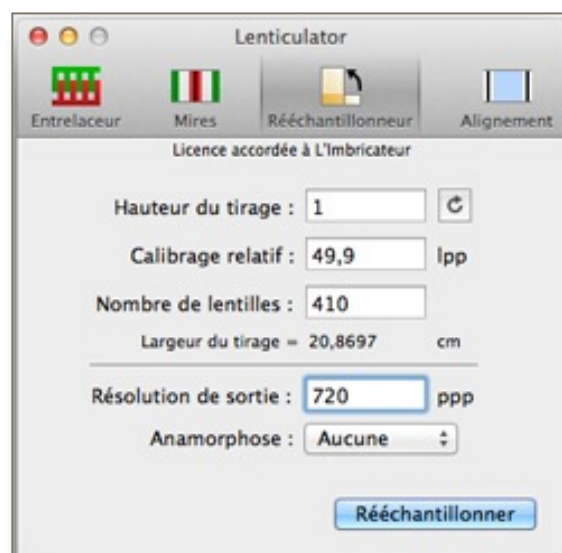 Lenticulator
Entrelaceur Mires Rééchantillonneur Alignement
Licence accordée à L'Imbricateur
Hauteur du tirage : 1
Calibrage relatif : 49,9 lpp
Nombre de lentilles : 410
Largeur du tirage = 20,8697 cm
Résolution de sortie : 720 ppp
Anamorphose : Aucune
Rééchantillonner